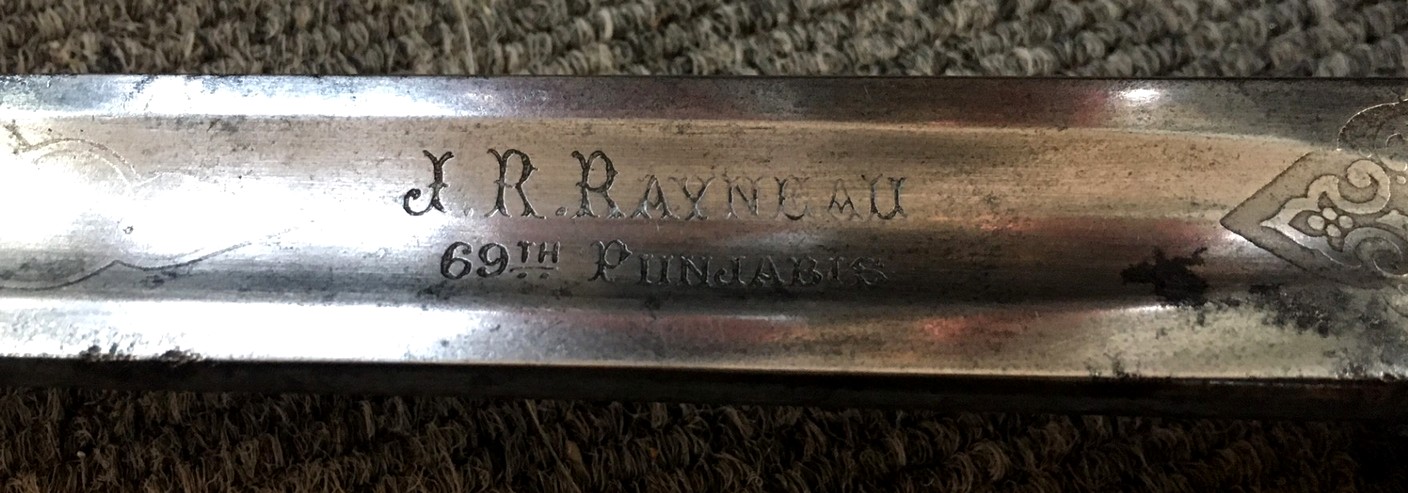 J. R. RAYNEAU
69TH PUNJABIS